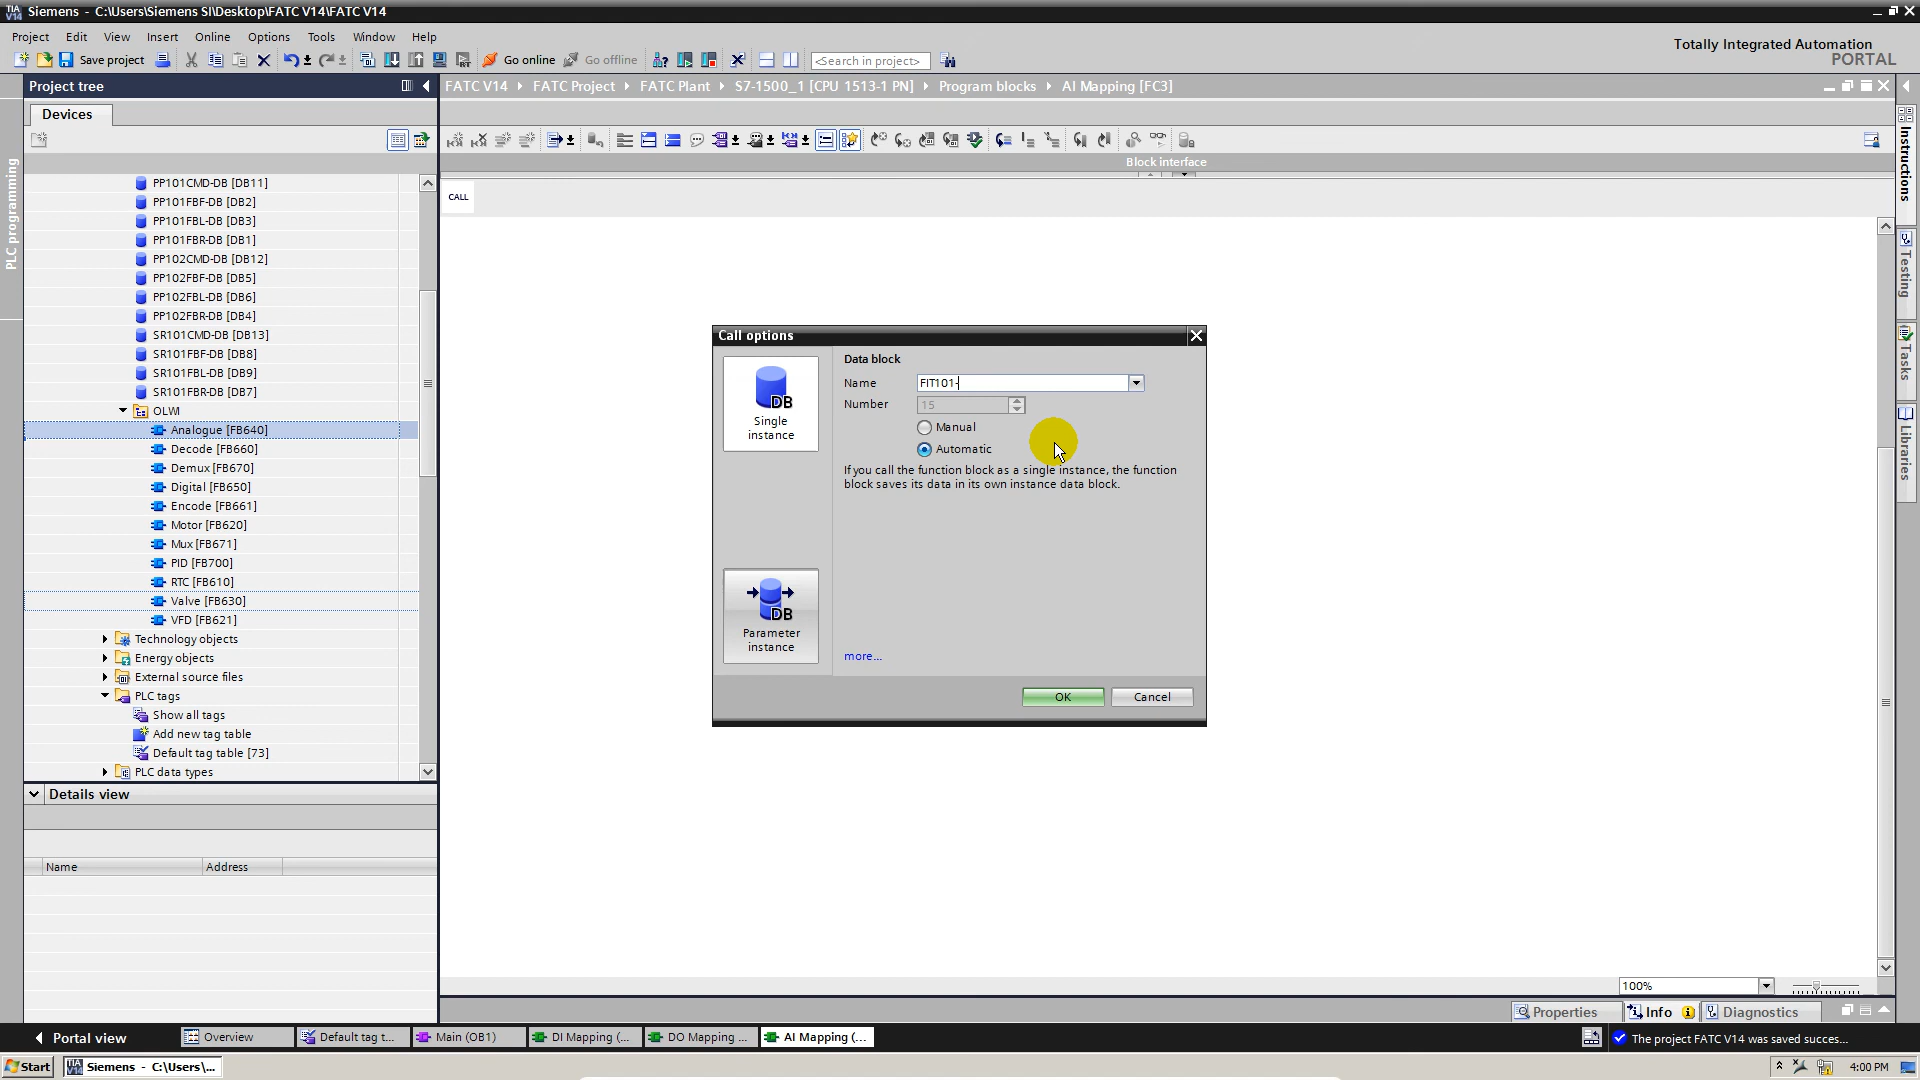 Siemens - C:\Users\Siemens SI\Desktop\FATC V14\FATC V14
Project Edit View Insert Online Options Tools Window Help
Totally Integrated Automation
PORTAL
Save project
Go online
Go offline
<Search in project>
Project tree
FATC V14 FATC Project FATC Plant S7-1500_1 [CPU 1513-1 PN] Program blocks AI Mapping [FC3]
Devices
Block interface
CALL
PLC programming
PP101CMD-DB [DB11]
PP101FBF-DB [DB2]
PP101FBL-DB [DB3]
PP101FBR-DB [DB1]
PP102CMD-DB [DB12]
PP102FBF-DB [DB5]
PP102FBL-DB [DB6]
PP102FBR-DB [DB4]
SR101CMD-DB [DB13]
SR101FBF-DB [DB8]
SR101FBL-DB [DB9]
SR101FBR-DB [DB7]
OLWI
Analogue [FB640]
Decode [FB660]
Demux [FB670]
Digital [FB650]
Encode [FB661]
Motor [FB620]
Mux [FB671]
PID [FB700]
RTC [FB610]
Valve [FB630]
VFD [FB621]
Technology objects
Energy objects
External source files
PLC tags
Show all tags
Add new tag table
Default tag table [73]
PLC data types
Details view
Name Address
Call options
Single
instance
Parameter
instance
DB
DB
Data block
Name FIT101-
Number 15
Manual
Automatic
If you call the function block as a single instance, the function
block saves its data in its own instance data block.
more...
OK Cancel
Instructions
Testing
Tasks
Libraries
100%
Properties Info Diagnostics
Portal view Overview Default tag t... Main (OB1) DI Mapping (... DO Mapping ... AI Mapping (...
The project FATC V14 was saved succes...
Start Siemens - C:\Users\... 4:00 PM